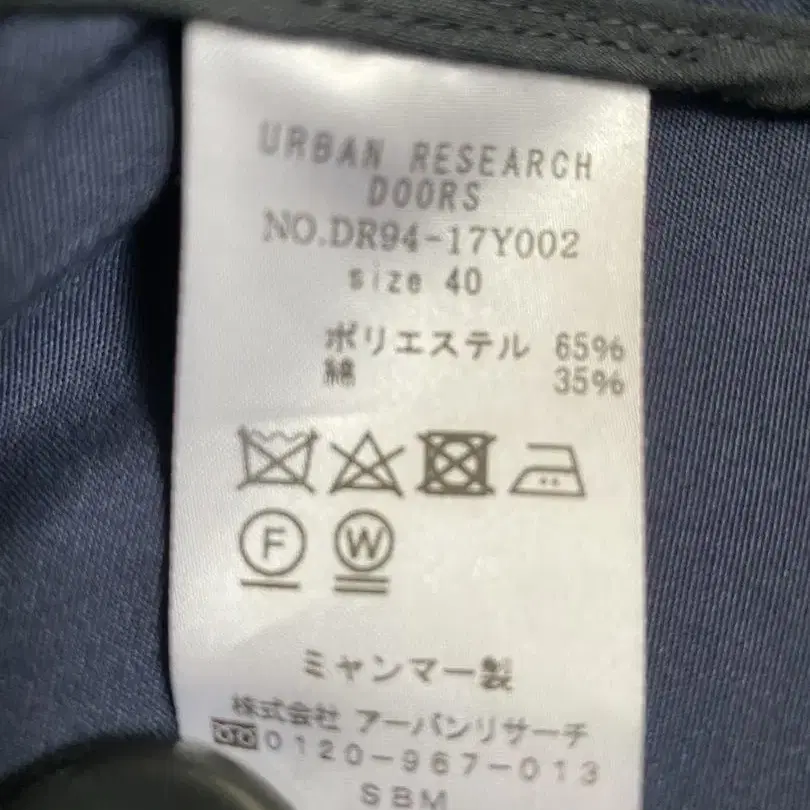 URBAN RESEARCH
DOORS
NO.DR94-17Y002
size 40
ポリエステル 65%
綿 35%
F W
ミャンマー製
株式会社 アーバンリサーチ
0120-967-013
SBM